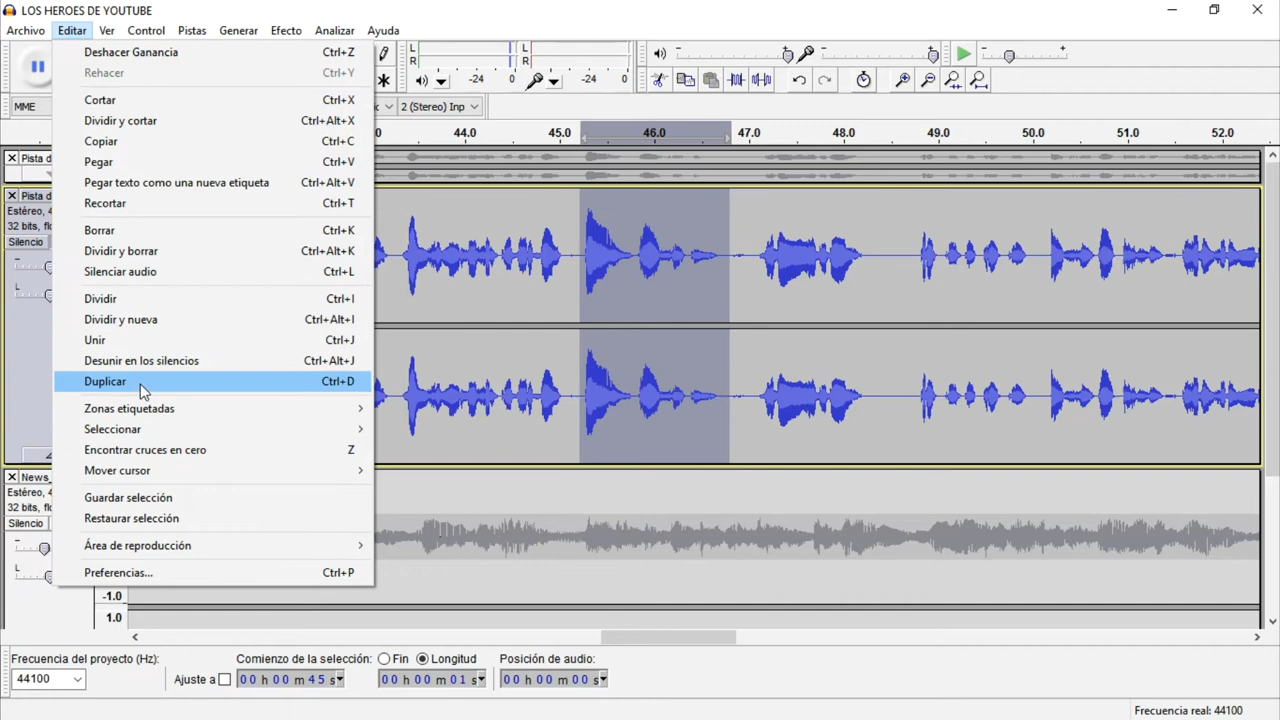 LOS HEROES DE YOUTUBE
Archivo Editar Ver Control Pistas Generar Efecto Analizar Ayuda
Deshacer Ganancia Ctrl+Z
Rehacer Ctrl+Y
Cortar Ctrl+X
Dividir y cortar Ctrl+Alt+X
Copiar Ctrl+C
Pegar Ctrl+V
Pegar texto como una nueva etiqueta Ctrl+Alt+V
Recortar Ctrl+T
Borrar Ctrl+K
Dividir y borrar Ctrl+Alt+K
Silenciar audio Ctrl+L
Dividir Ctrl+I
Dividir y nueva Ctrl+Alt+I
Unir Ctrl+J
Desunir en los silencios Ctrl+Alt+J
Duplicar Ctrl+D
Zonas etiquetadas
Seleccionar
Encontrar cruces en cero Z
Mover cursor
Guardar selección
Restaurar selección
Área de reproducción
Preferencias... Ctrl+P
L L
R R
-24 0 -24 0
MME
2 (Stereo) Inp
44.0 45.0 46.0 47.0 48.0 49.0 50.0 51.0 52.0
Pista d
Pista d
Estéreo, 4
32 bits, flo
Silencio
L
News_
Estéreo, 4
32 bits, flo
Silencio
L
-1.0
1.0
Frecuencia del proyecto (Hz): Comienzo de la selección: Fin Longitud Posición de audio:
44100 Ajuste a 00 h 00 m 45 s 00 h 00 m 01 s 00 h 00 m 00 s
Frecuencia real: 44100